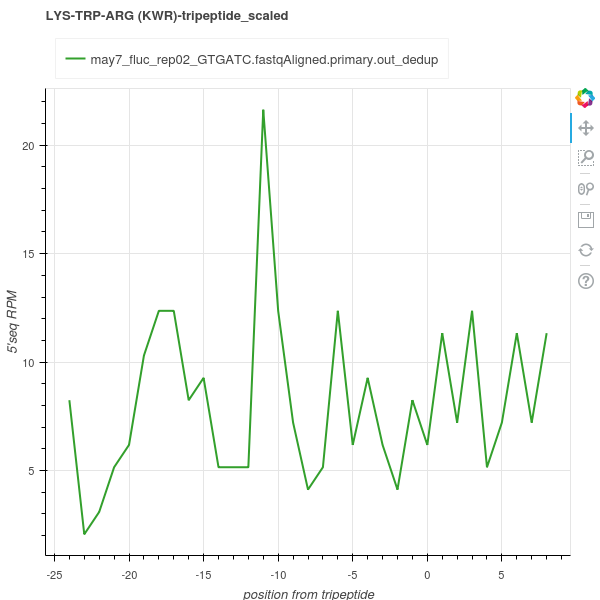 LYS-TRP-ARG (KWR)-tripeptide_scaled
may7_fluc_rep02_GTGATC.fastqAligned.primary.out_dedup
20
15
10
5
5'seq RPM
-25 -20 -15 -10 -5 0 5
position from tripeptide